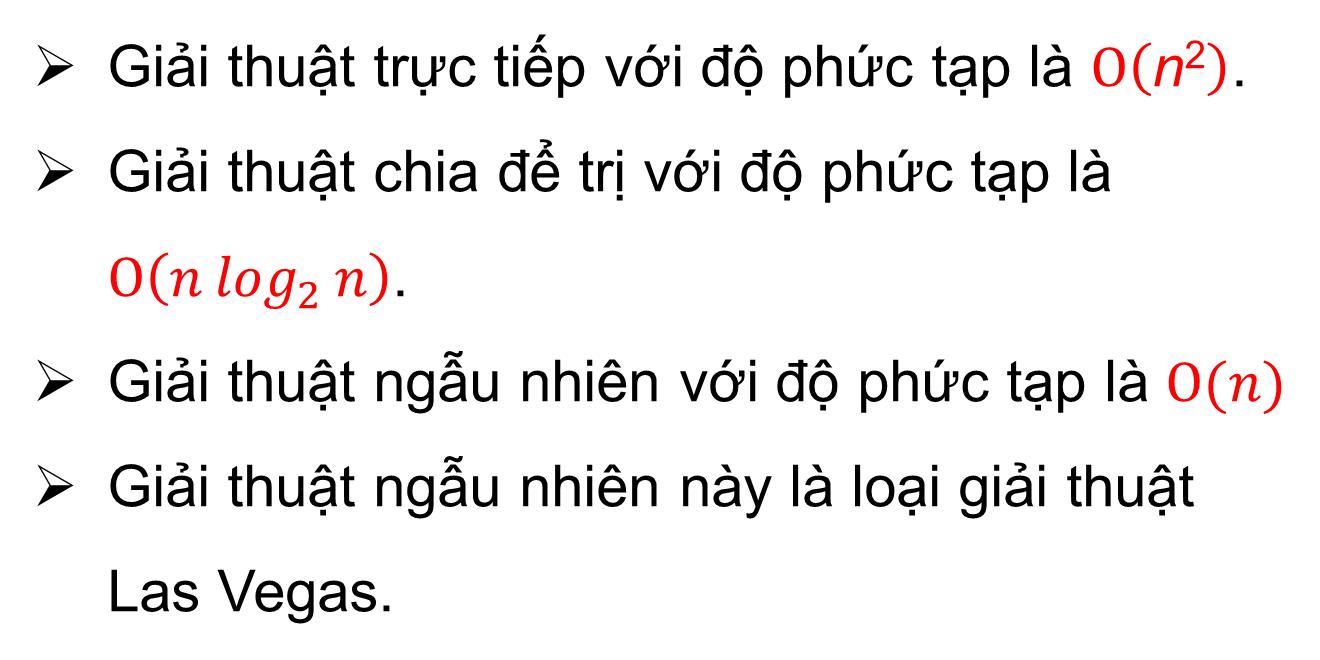 ➢ Giải thuật trực tiếp với độ phức tạp là O(n²).
➢ Giải thuật chia để trị với độ phức tạp là
O(n log₂ n).
➢ Giải thuật ngẫu nhiên với độ phức tạp là O(n)
➢ Giải thuật ngẫu nhiên này là loại giải thuật
Las Vegas.